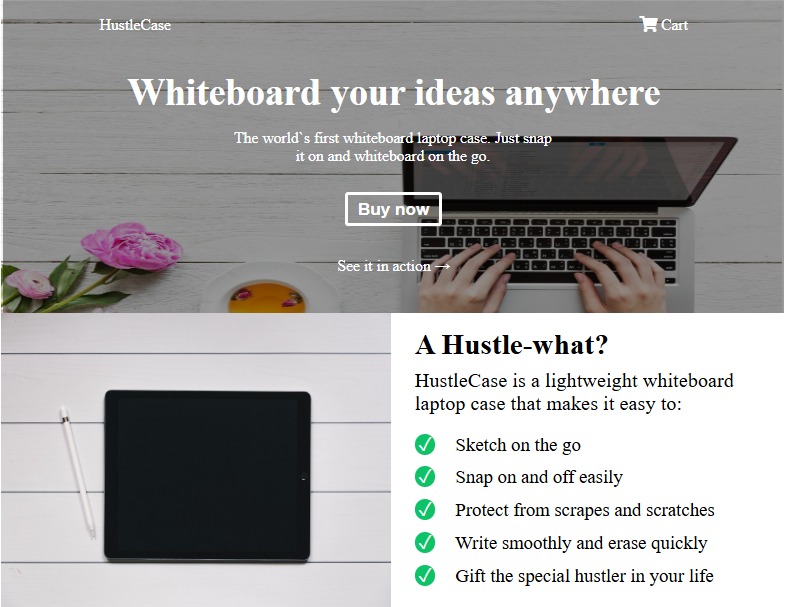 HustleCase
Cart
Whiteboard your ideas anywhere
The world`s first whiteboard laptop case. Just snap
it on and whiteboard on the go.
Buy now
See it in action →
A Hustle-what?
HustleCase is a lightweight whiteboard
laptop case that makes it easy to:
Sketch on the go
Snap on and off easily
Protect from scrapes and scratches
Write smoothly and erase quickly
Gift the special hustler in your life